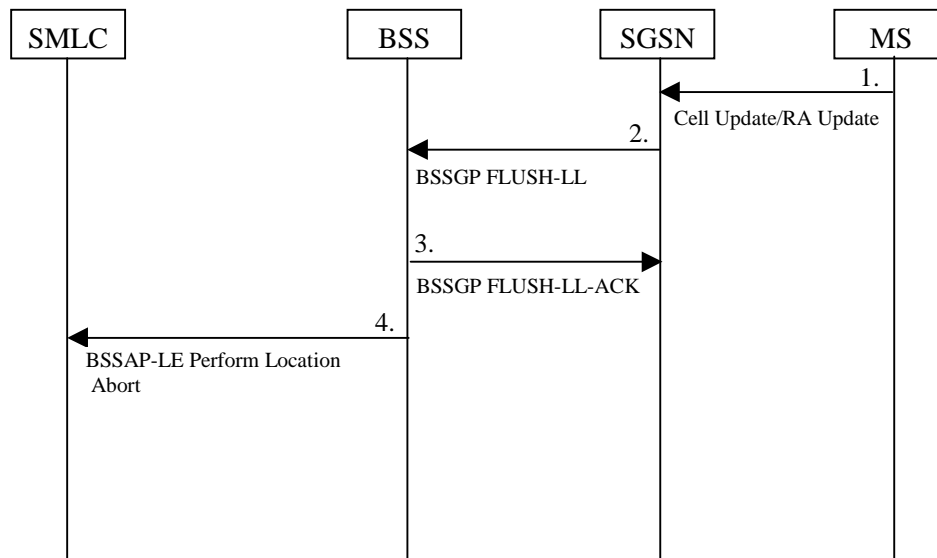 SMLC BSS SGSN MS
1.
Cell Update/RA Update
2.
BSSGP FLUSH-LL
3.
BSSGP FLUSH-LL-ACK
4.
BSSAP-LE Perform Location
Abort